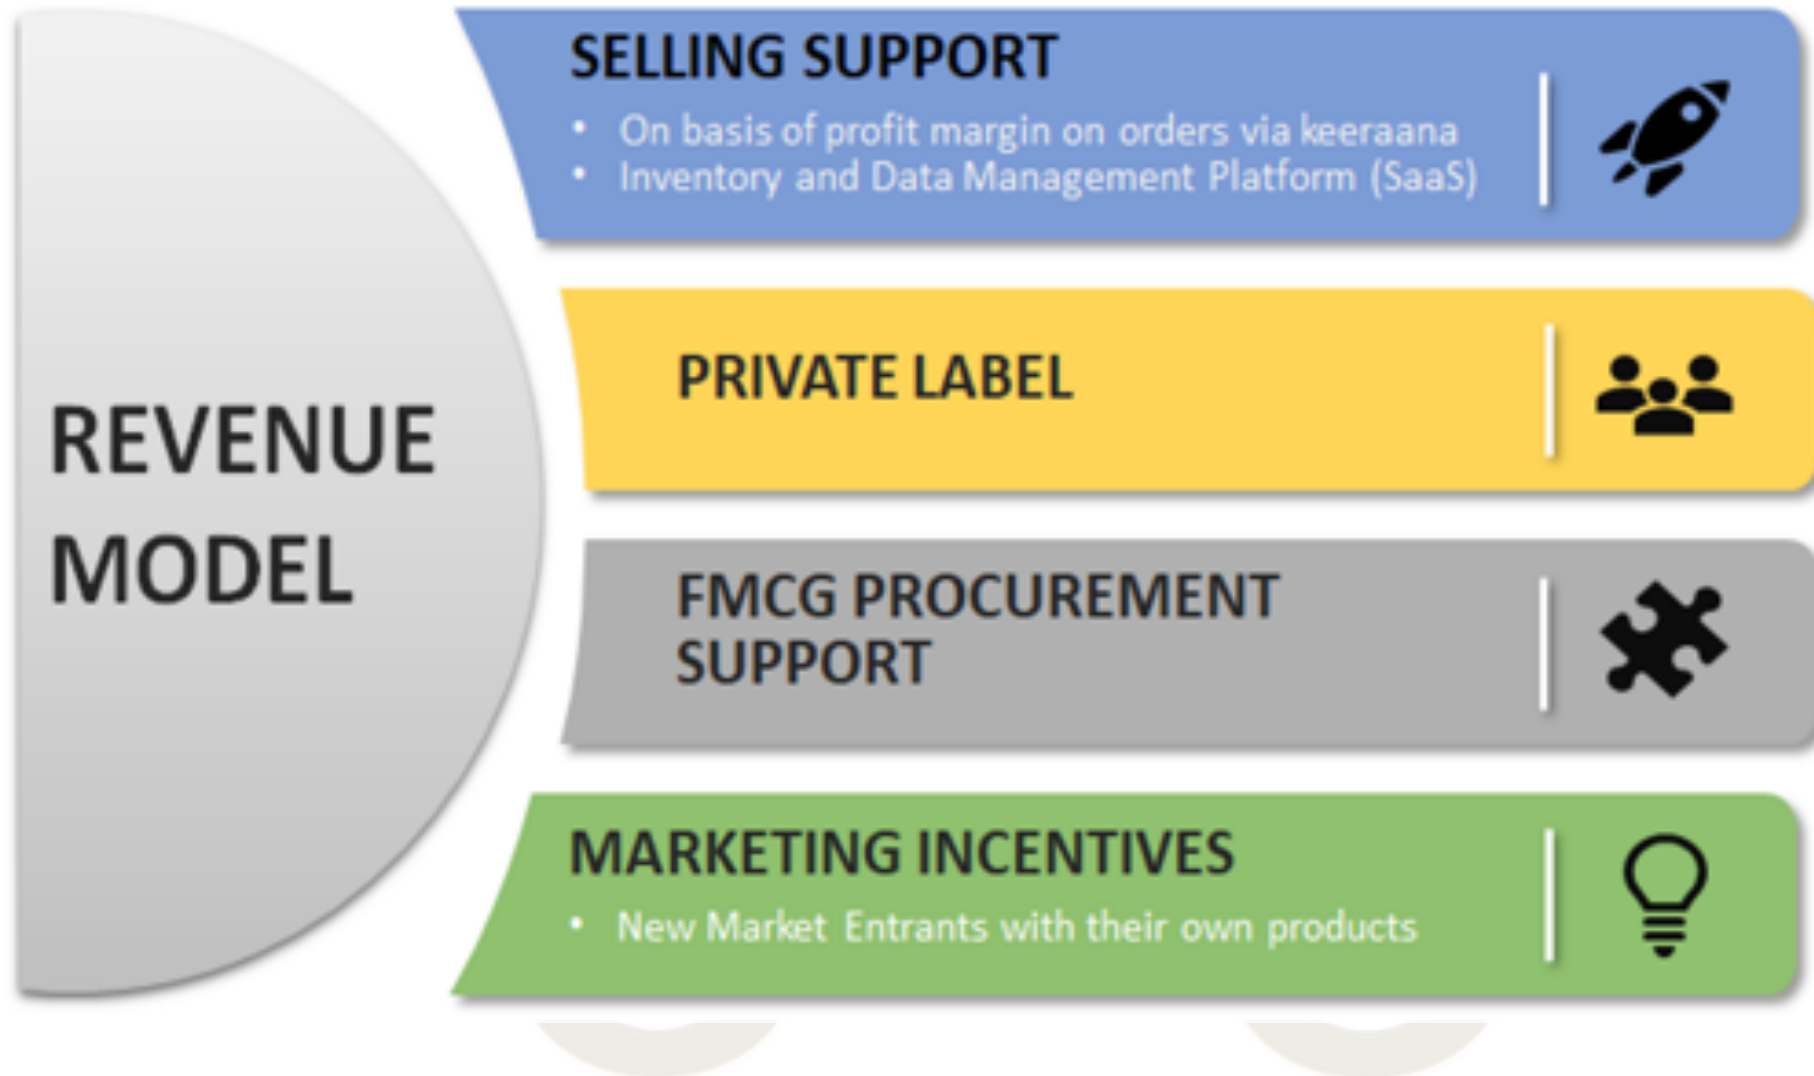 REVENUE
MODEL
SELLING SUPPORT
• On basis of profit margin on orders via keeraana
• Inventory and Data Management Platform (SaaS)
PRIVATE LABEL
FMCG PROCUREMENT
SUPPORT
MARKETING INCENTIVES
• New Market Entrants with their own products